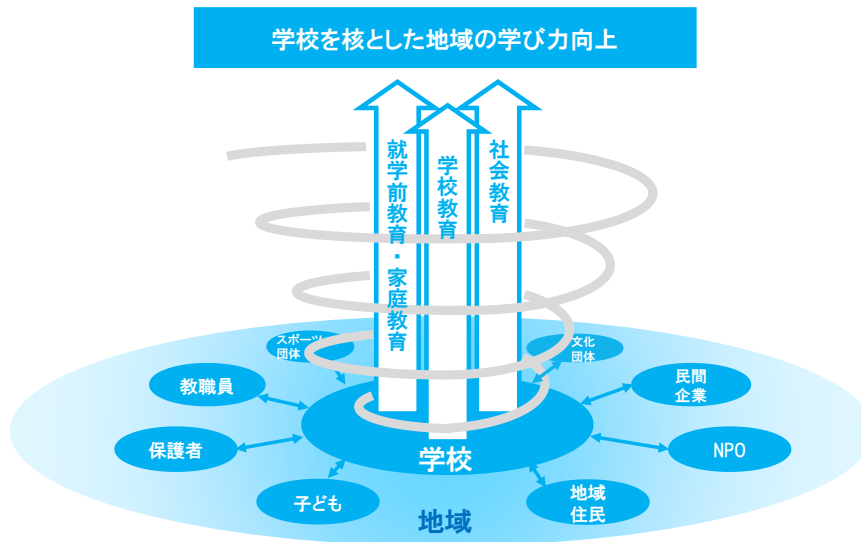 学校を核とした地域の学び力向上
就学前教育・家庭教育
学校教育
社会教育
スポーツ
団体
文化
団体
教職員
民間
企業
保護者
NPO
学校
子ども
地域
住民
地域